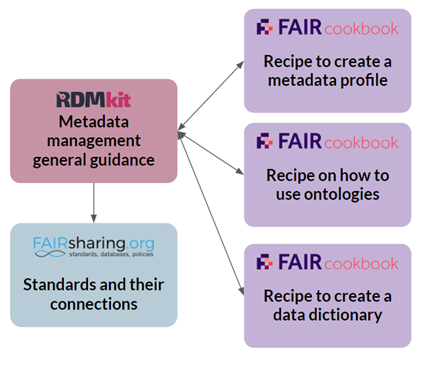 RDMkit
Metadata
management
general guidance
FAIRsharing.org
standards, databases, policies
Standards and their
connections
FAIR cookbook
Recipe to create a
metadata profile
FAIR cookbook
Recipe on how to
use ontologies
FAIR cookbook
Recipe to create a
data dictionary